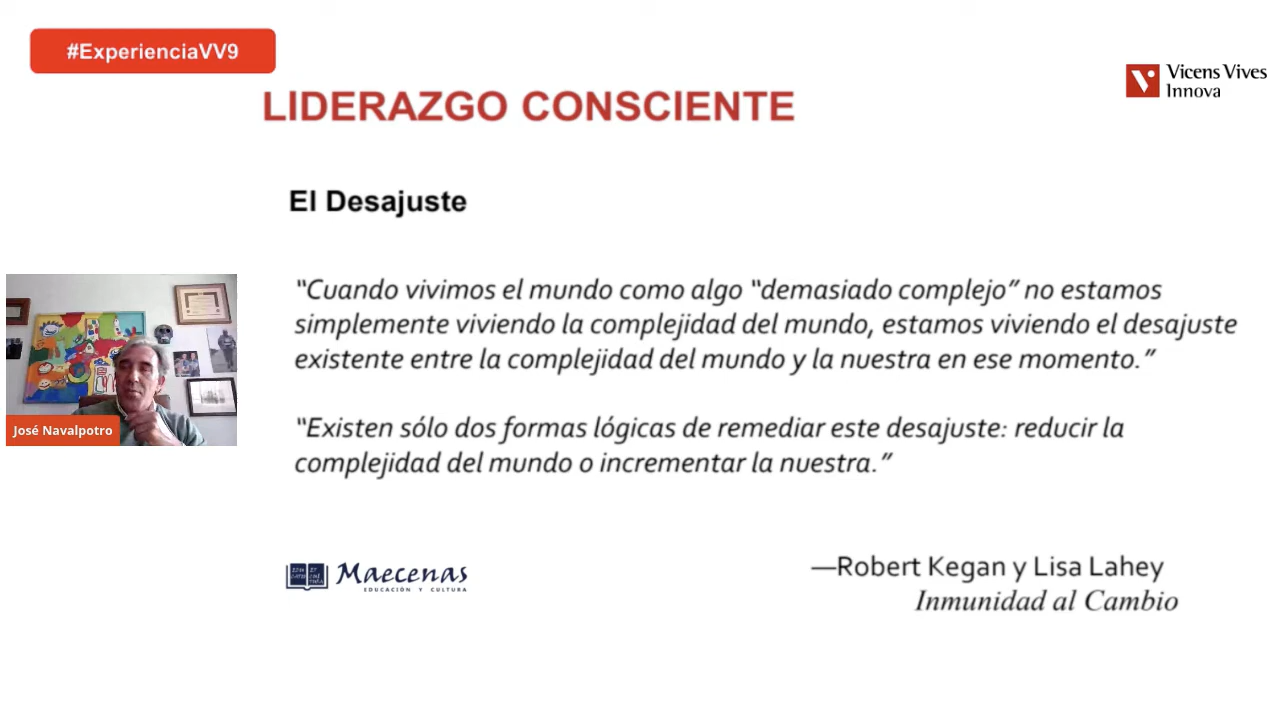 #ExperienciaVV9
Vicens Vives
Innova
LIDERAZGO CONSCIENTE
El Desajuste
“Cuando vivimos el mundo como algo “demasiado complejo” no estamos
simplemente viviendo la complejidad del mundo, estamos viviendo el desajuste
existente entre la complejidad del mundo y la nuestra en ese momento.”
José Navalpotro
“Existen sólo dos formas lógicas de remediar este desajuste: reducir la
complejidad del mundo o incrementar la nuestra.”
Maecenas
EDUCACIÓN Y CULTURA
—Robert Kegan y Lisa Lahey
Inmunidad al Cambio